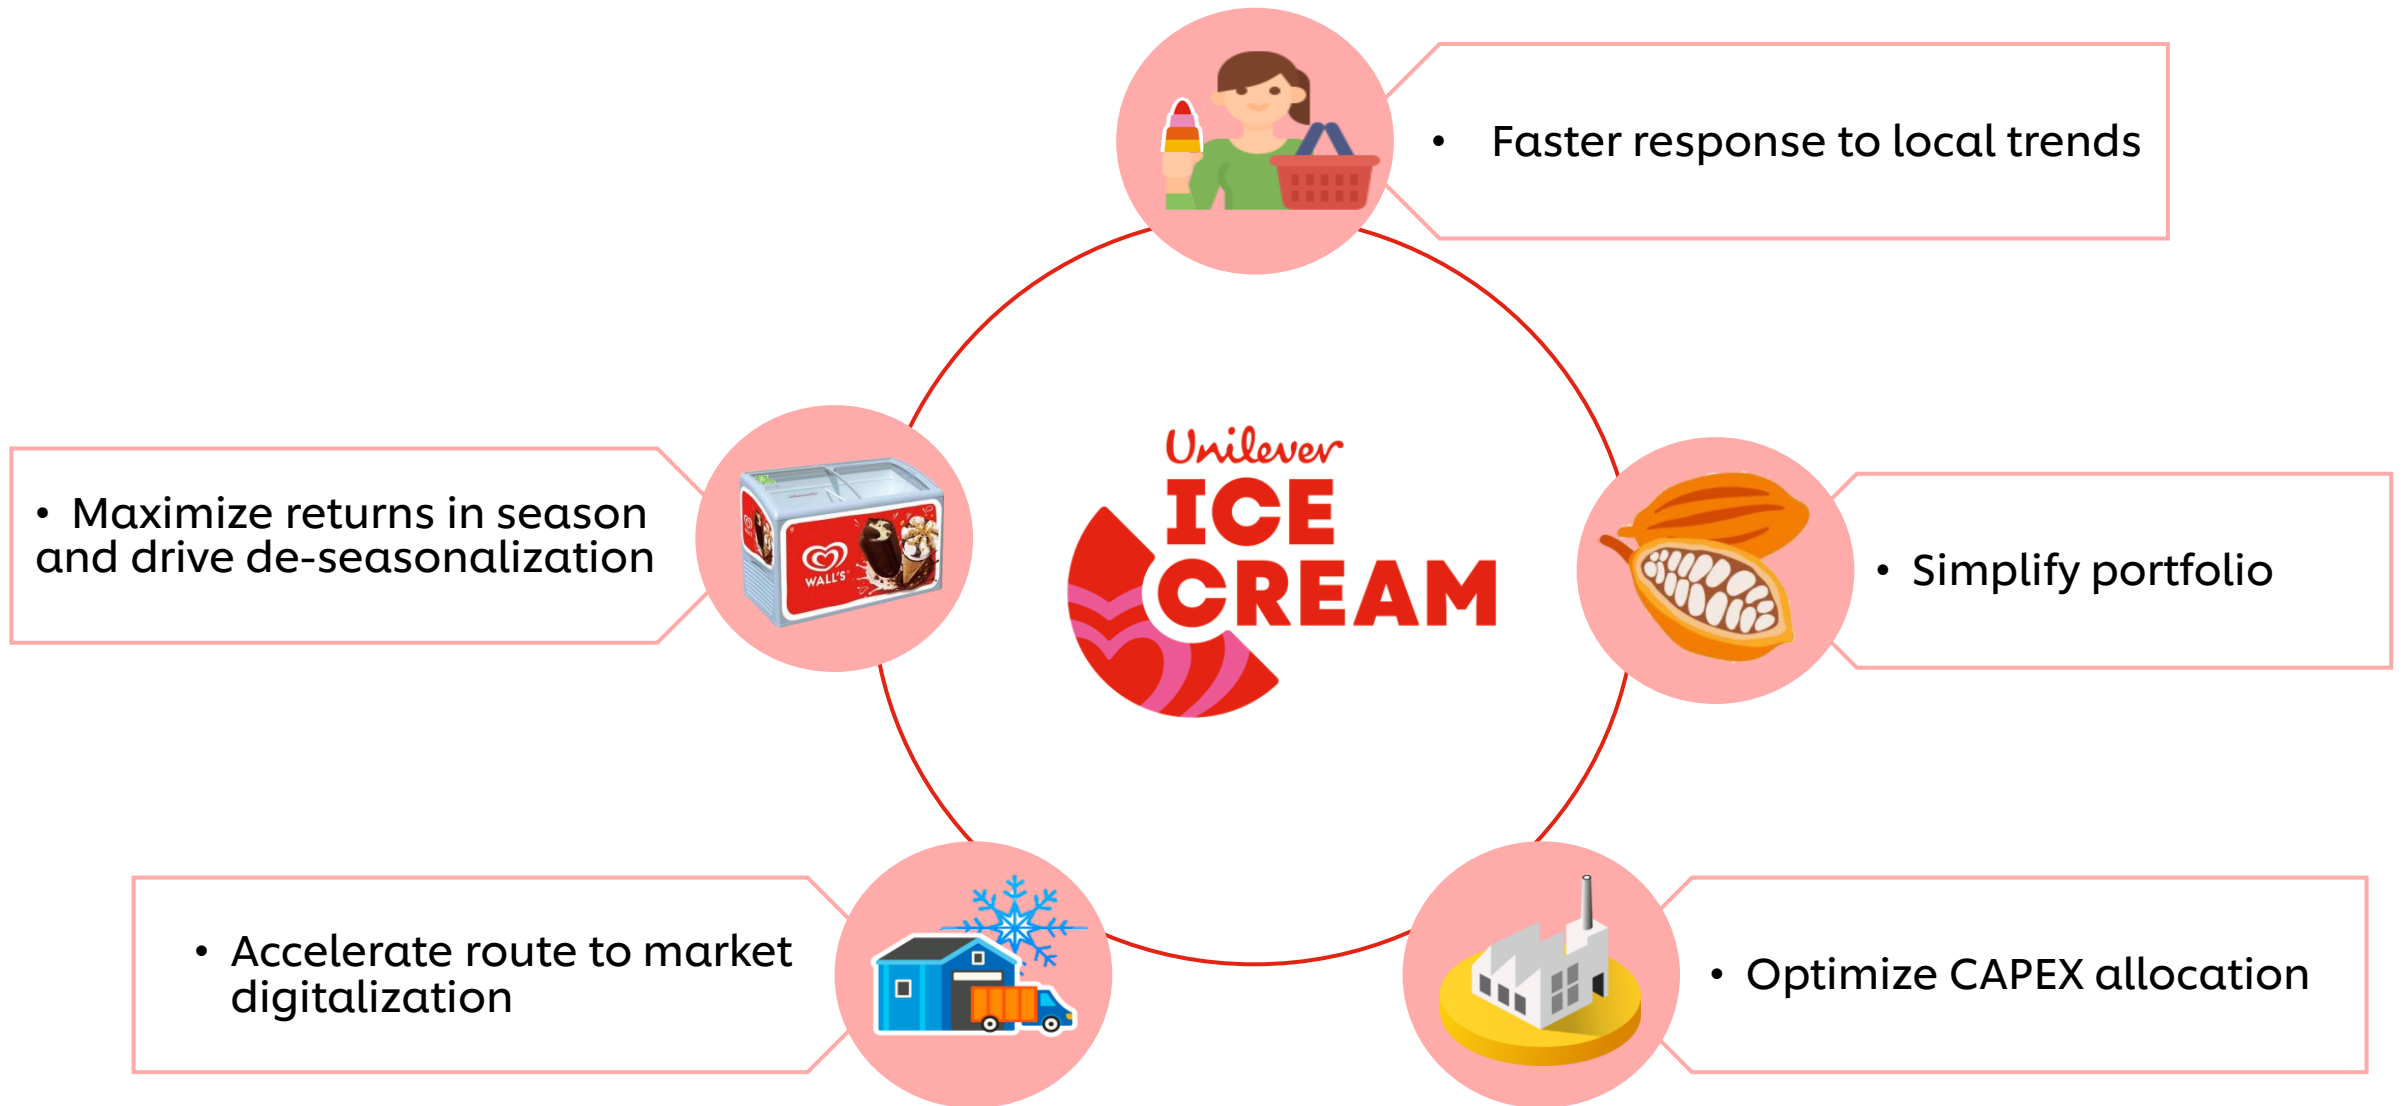 • Faster response to local trends
Unilever
ICE
CREAM
• Maximize returns in season
and drive de-seasonalization
WALL'S
• Simplify portfolio
• Accelerate route to market
digitalization
• Optimize CAPEX allocation